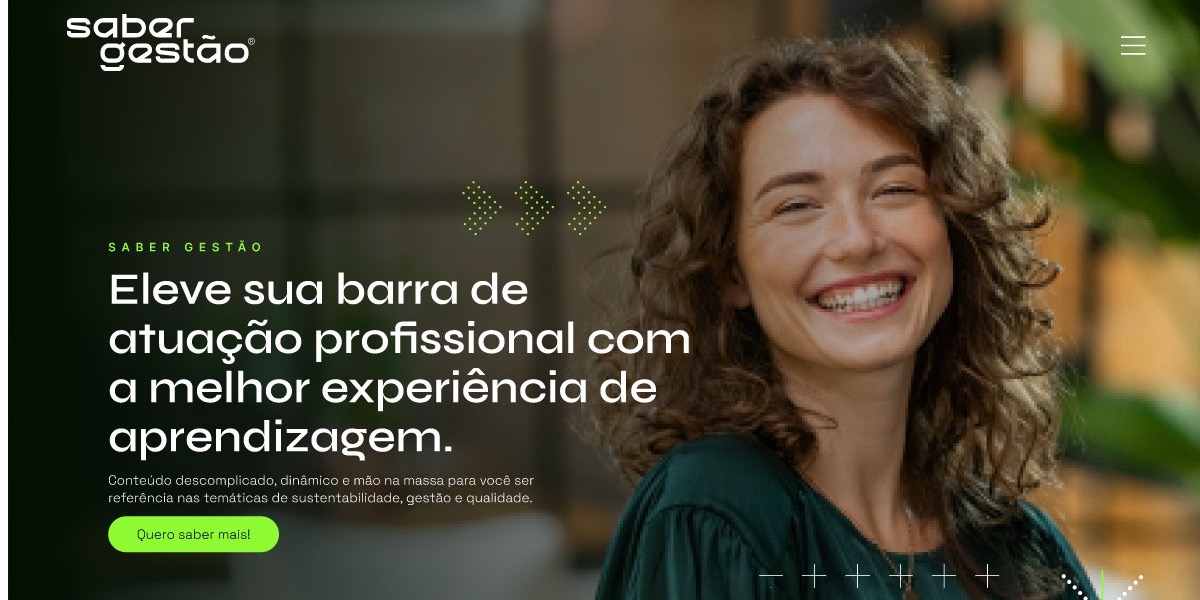 saber
gestão®
SABER GESTÃO
Eleve sua barra de
atuação profissional com
a melhor experiência de
aprendizagem.
Conteúdo descomplicado, dinâmico e mão na massa para você ser
referência nas temáticas de sustentabilidade, gestão e qualidade.
Quero saber mais!